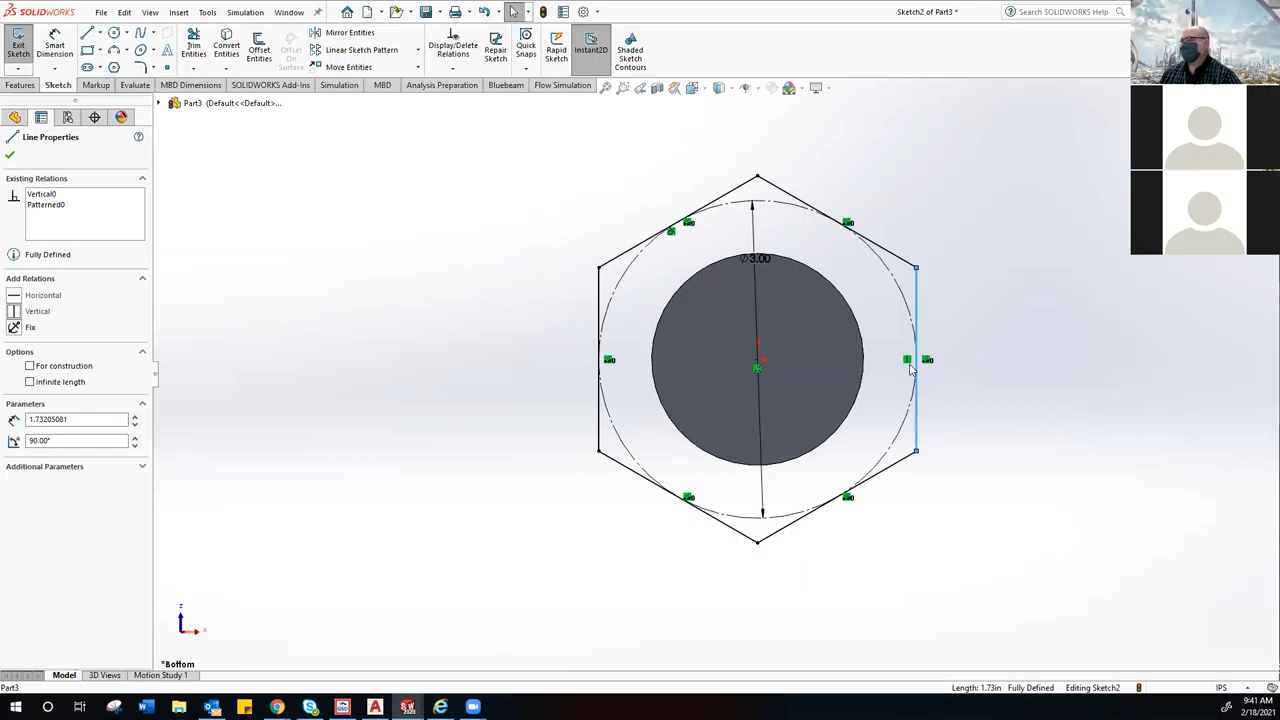 SOLIDWORKS
File Edit View Insert Tools Simulation Window
Sketch2 of Part3 *
Search SOLIDWORKS Help
Exit Sketch
Smart Dimension
Trim Entities
Convert Entities
Offset Entities
Offset On Surface
Mirror Entities
Linear Sketch Pattern
Move Entities
Display/Delete Relations
Repair Sketch
Quick Snaps
Rapid Sketch
Instant2D
Shaded Sketch Contours
Features Sketch Markup Evaluate MBD Dimensions SOLIDWORKS Add-Ins Simulation MBD Analysis Preparation Bluebeam Flow Simulation
Part3 (Default<<Default>...
Line Properties
Existing Relations
Vertical0
Patterned0
Fully Defined
Add Relations
Horizontal
Vertical
Fix
Options
For construction
Infinite length
Parameters
1.73205081
90.00°
Additional Parameters
Ø3.00
z
x
*Bottom
Model 3D Views Motion Study 1
Part3
Length: 1.73in Fully Defined Editing Sketch2 IPS
9:41 AM
2/18/2021